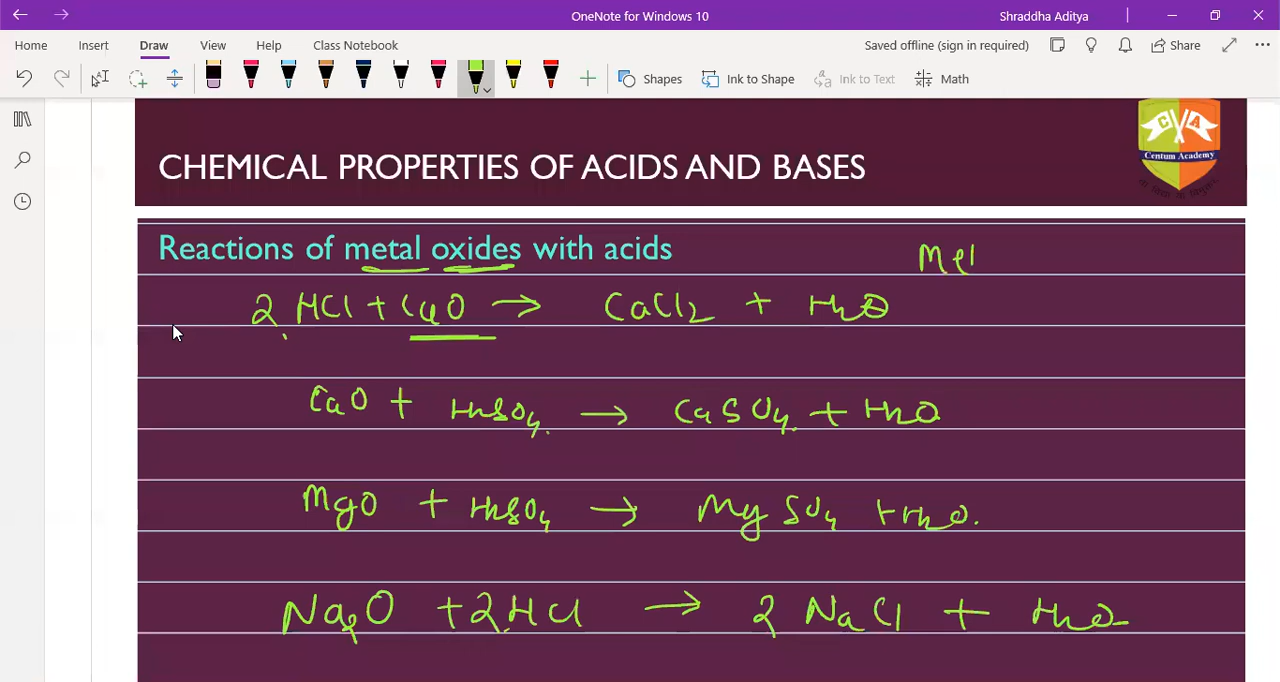 OneNote for Windows 10
Shraddha Aditya
Home Insert Draw View Help Class Notebook
Saved offline (sign in required) Share
Shapes Ink to Shape Ink to Text Math
CHEMICAL PROPERTIES OF ACIDS AND BASES
C A
Centum Academy
Reactions of metal oxides with acids
Mel
2 HCl + CaO → CaCl2 + H2O
CaO + H2SO4 → CaSO4 + H2O
MgO + H2SO4 → MgSO4 + H2O.
Na2O + 2HCl → 2 NaCl + H2O